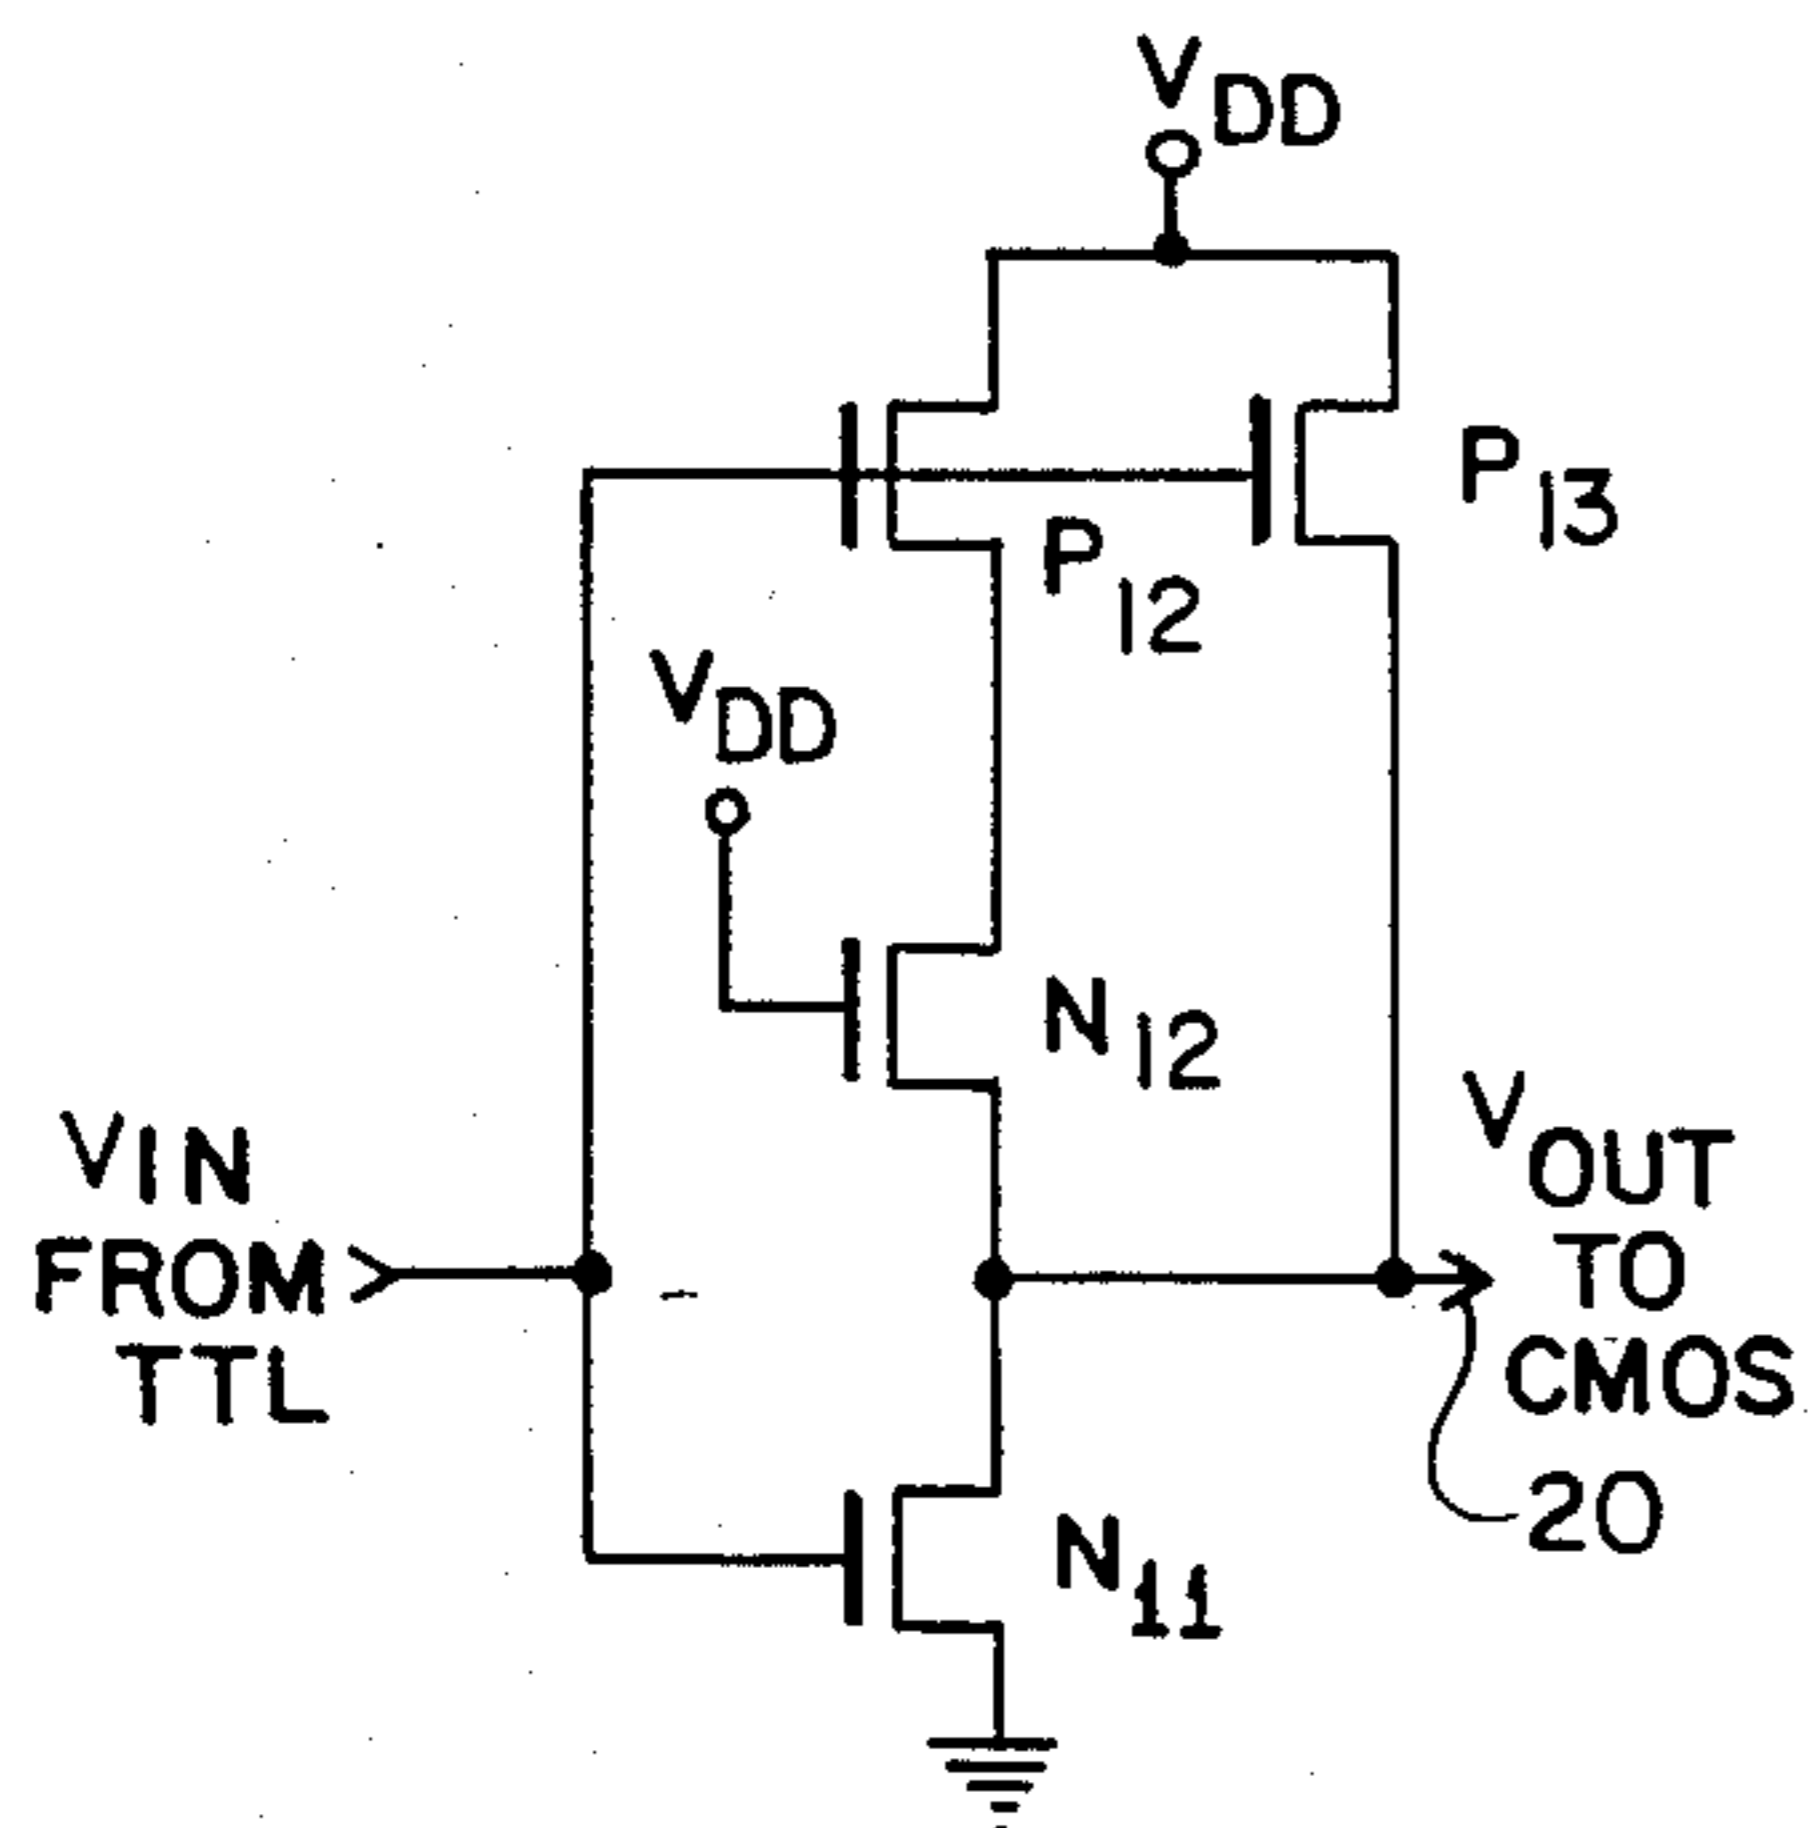 VDD
P13
P12
VDD
N12
VIN
FROM
TTL
VOUT
TO
CMOS
20
N11